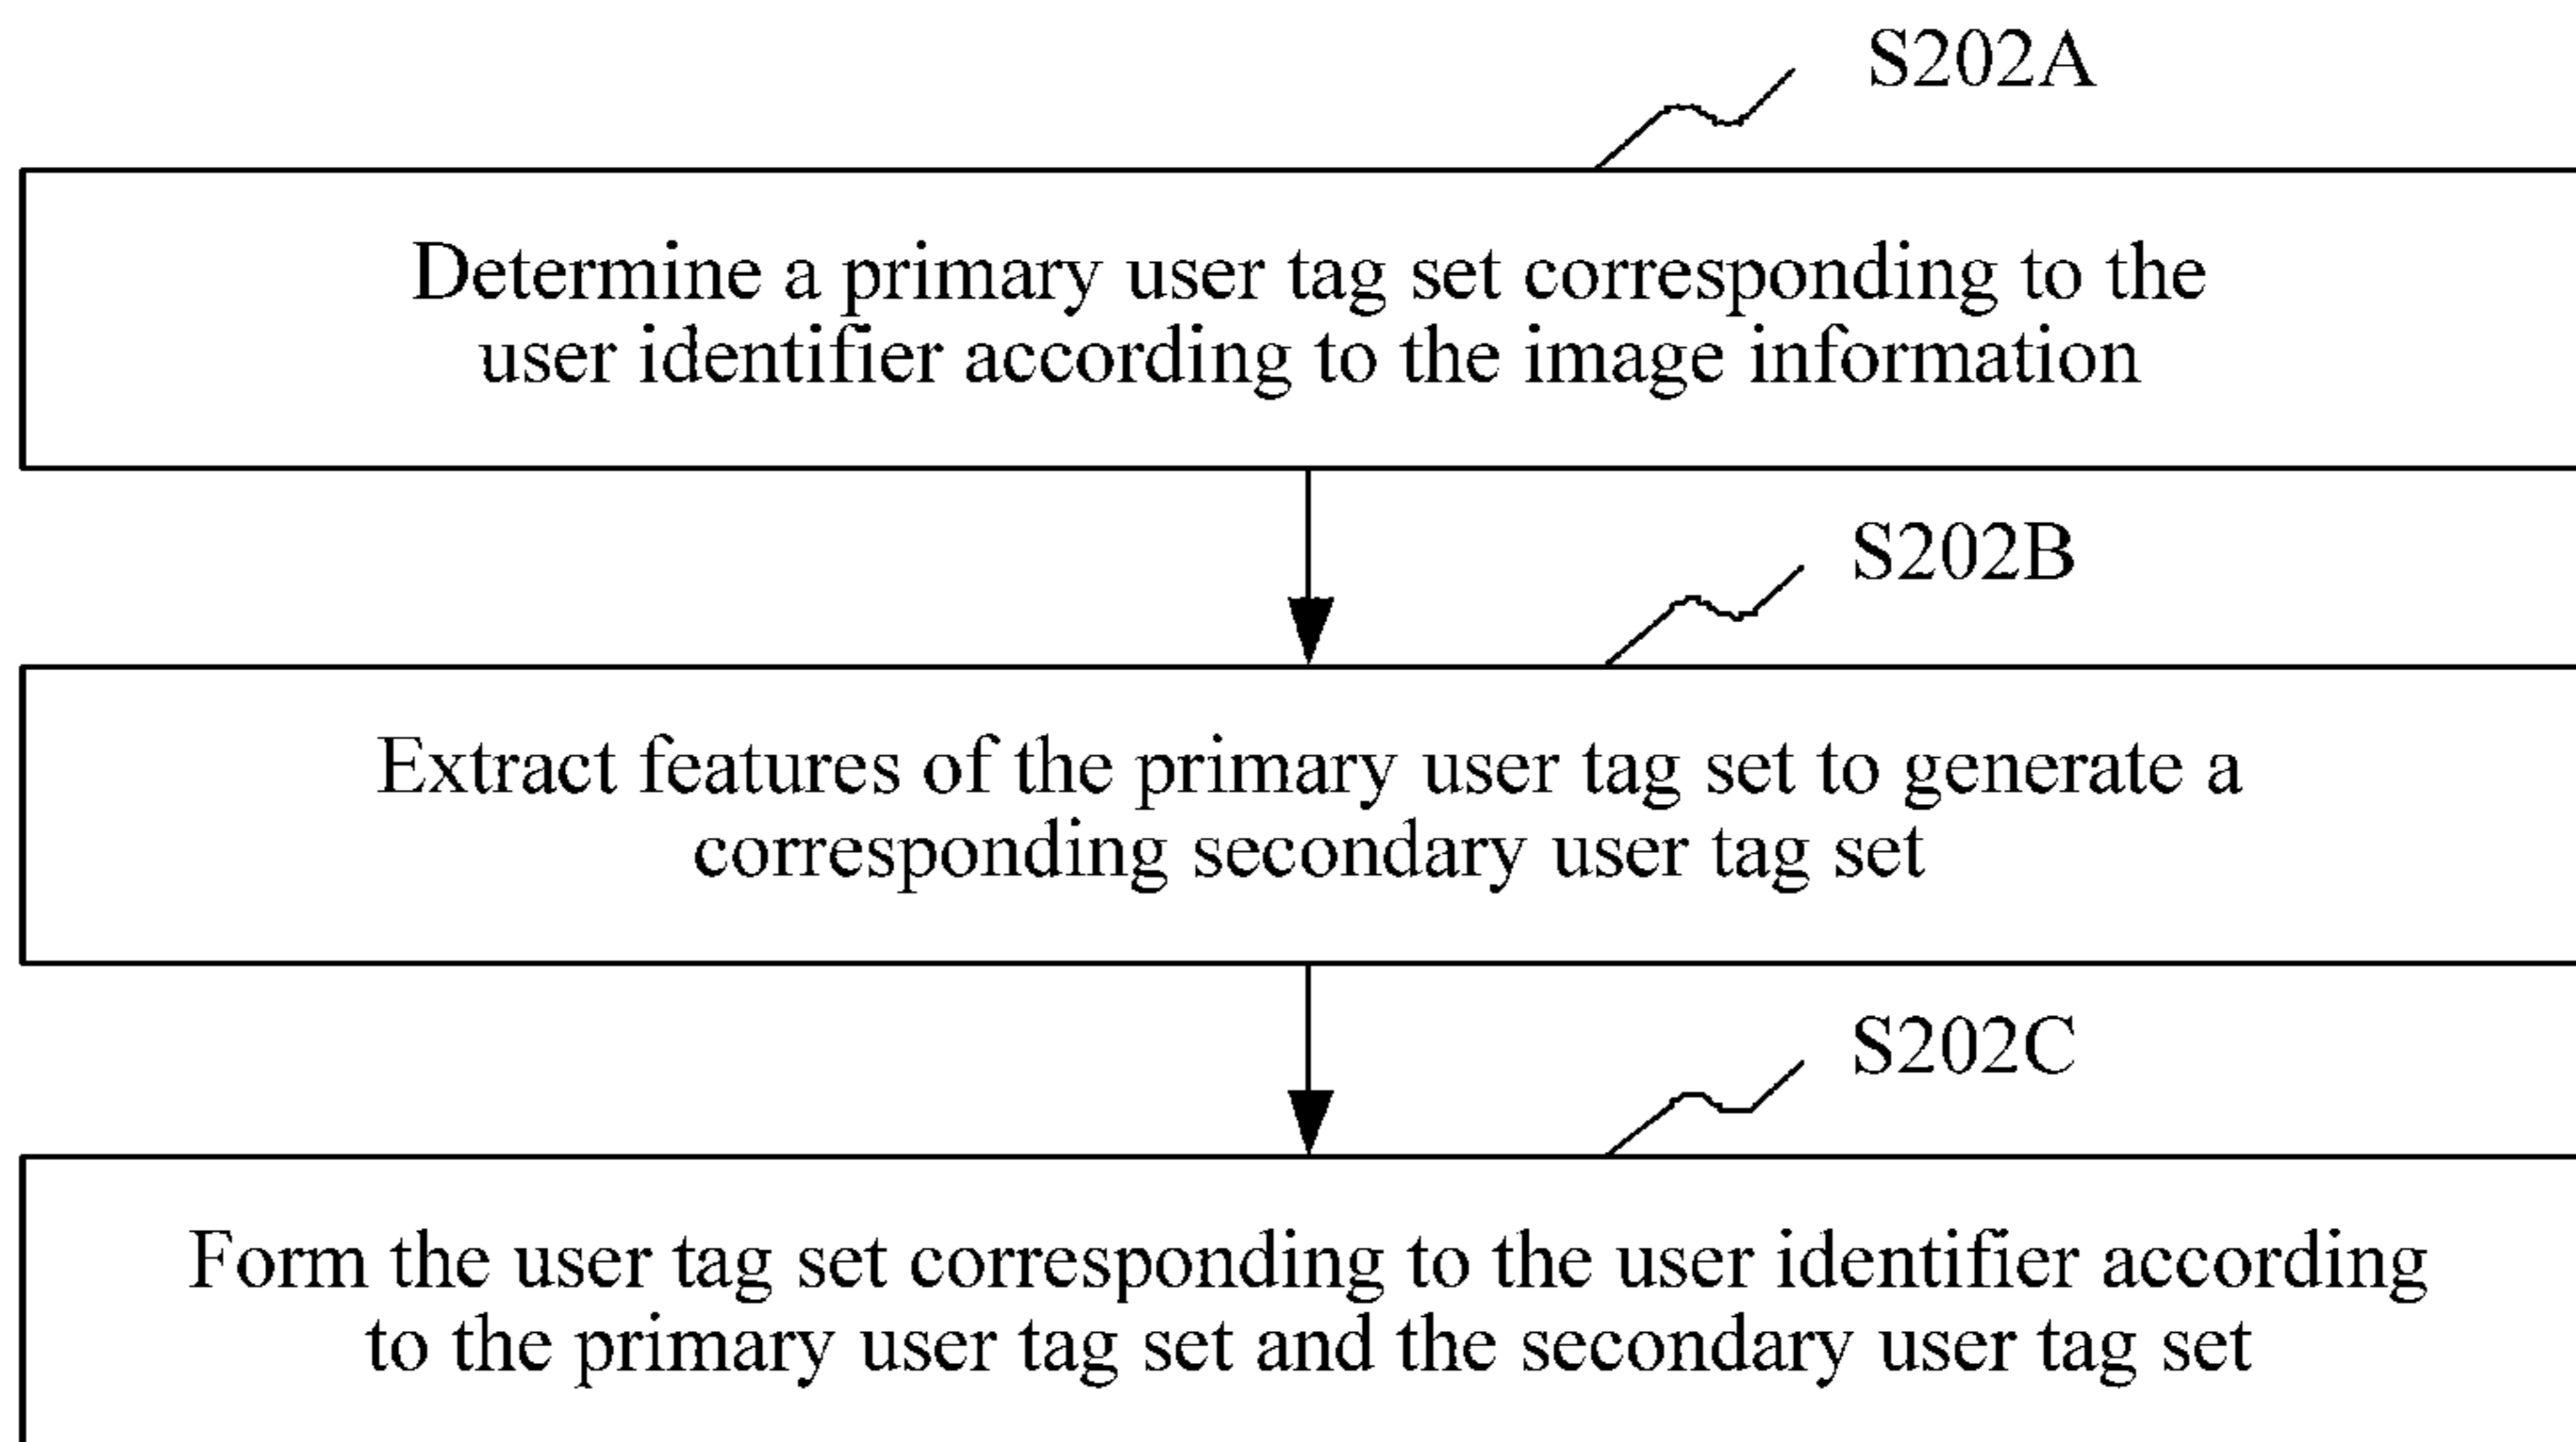 S202A
Determine a primary user tag set corresponding to the
user identifier according to the image information
S202B
Extract features of the primary user tag set to generate a
corresponding secondary user tag set
S202C
Form the user tag set corresponding to the user identifier according
to the primary user tag set and the secondary user tag set